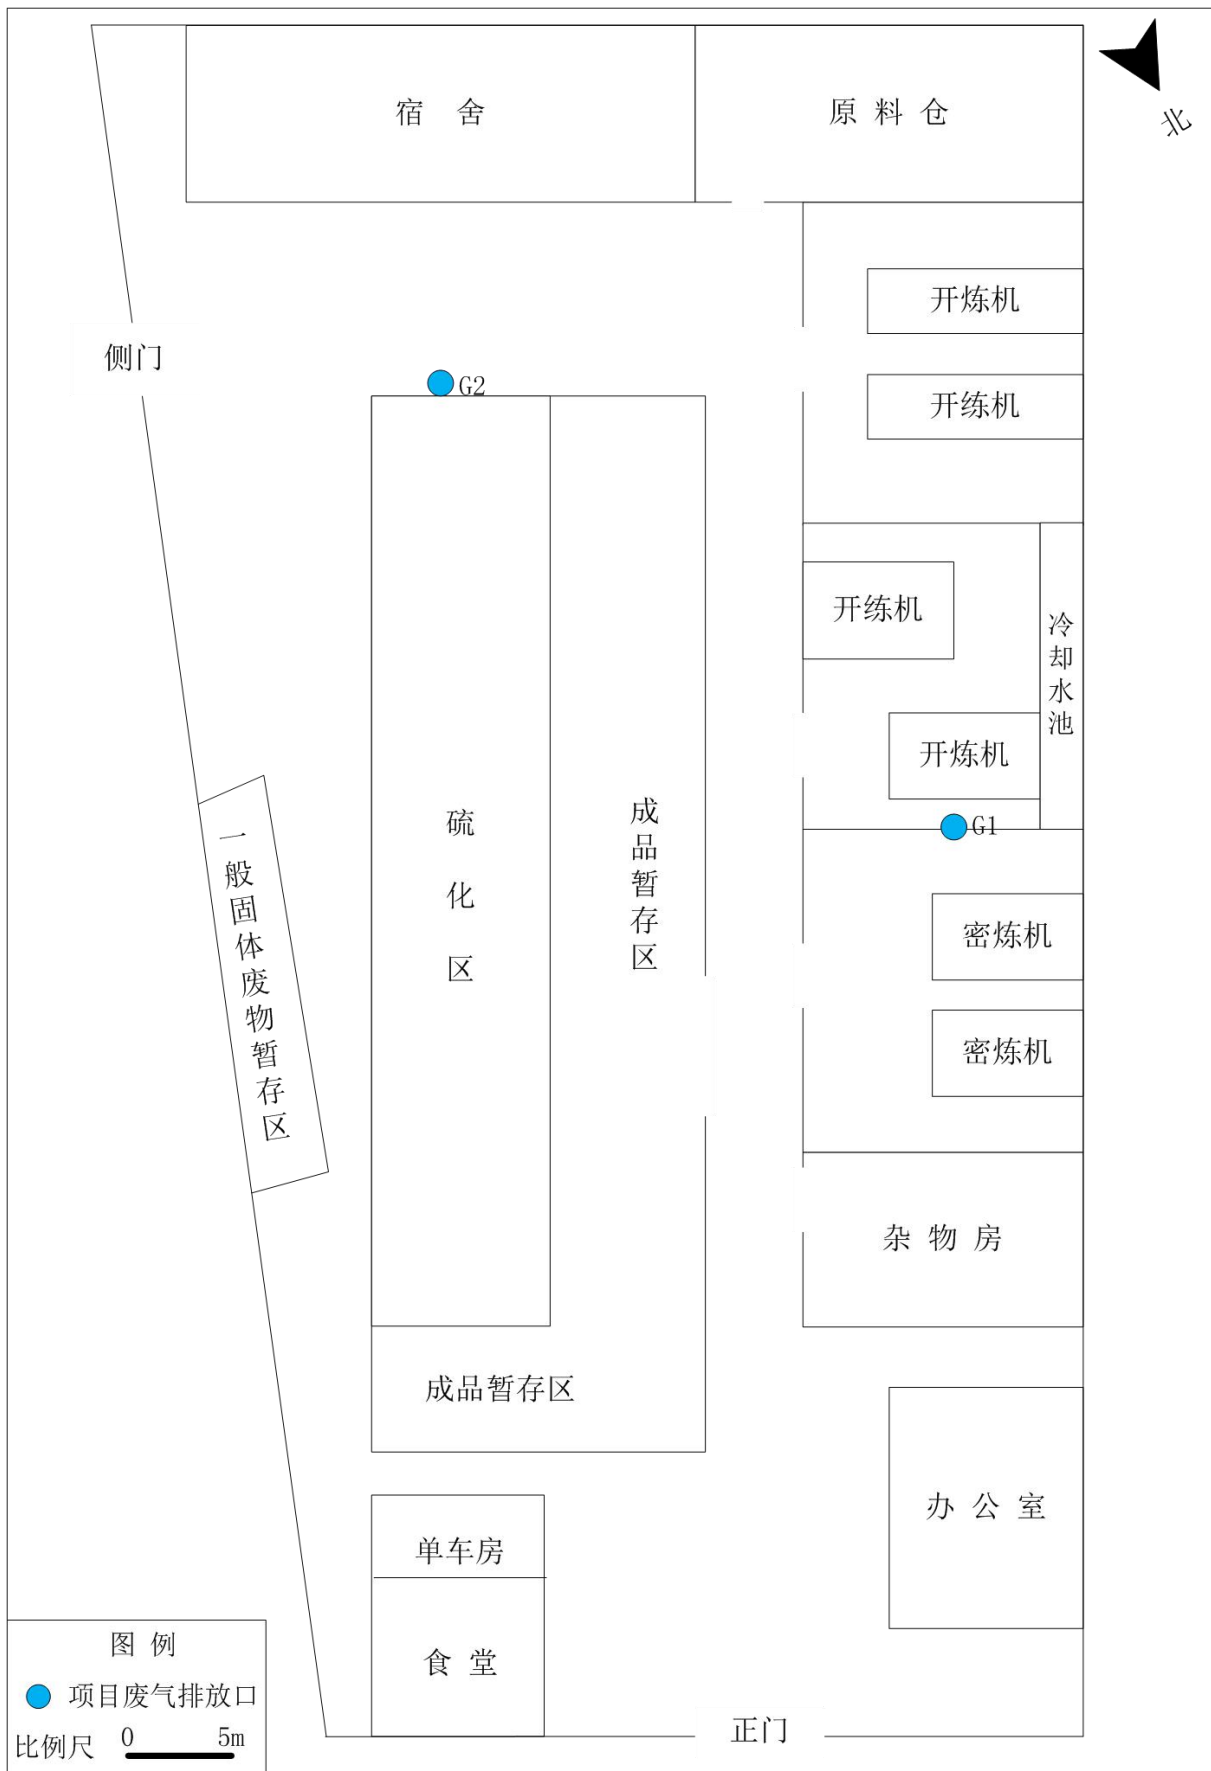 北
宿 舍
原 料 仓
开炼机
侧门
G2
开练机
开练机
冷却水池
开炼机
G1
硫化区
成品暂存区
一般固体废物暂存区
密炼机
密炼机
杂 物 房
成品暂存区
办 公 室
单车房
食 堂
正门
图 例
项目废气排放口
比例尺 0 5m